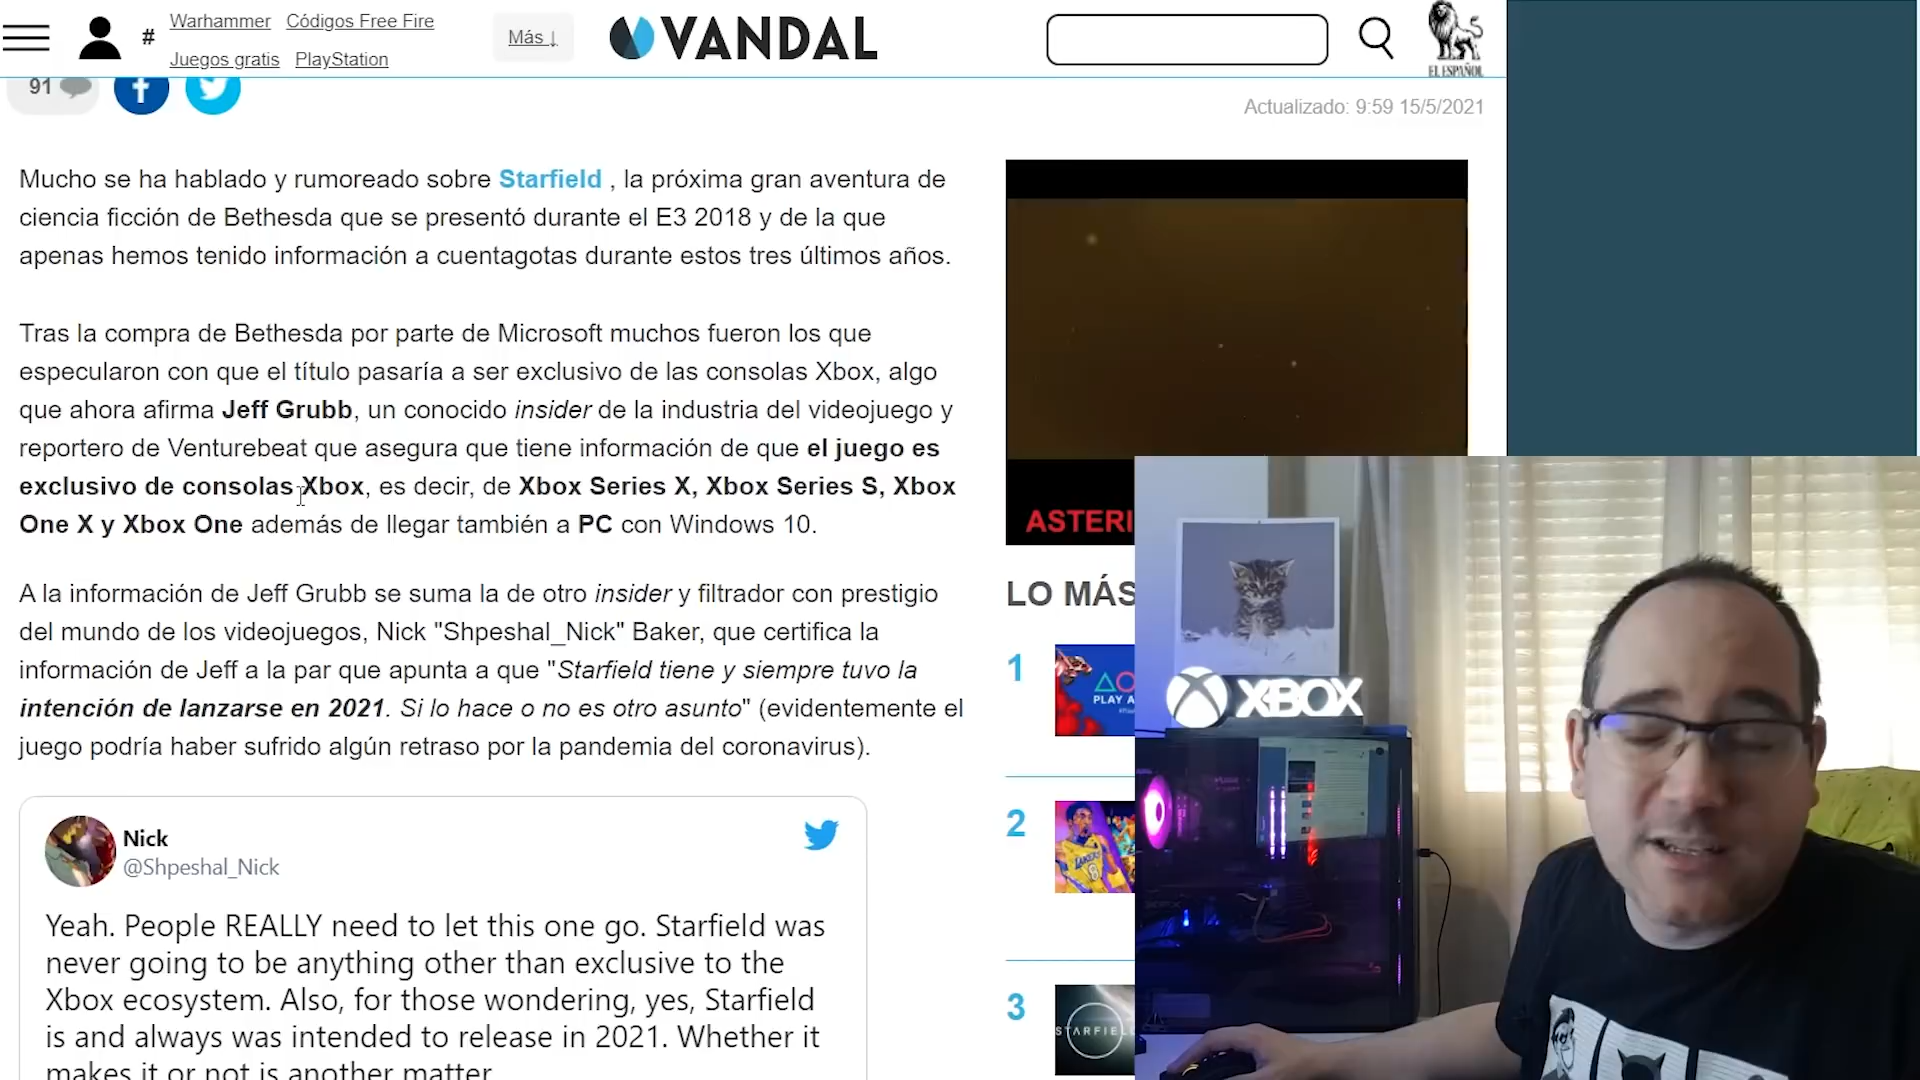 #
Warhammer
Códigos Free Fire
Juegos gratis
PlayStation
Más ↓
VANDAL
EL ESPAÑOL
91
Actualizado: 9:59 15/5/2021
Mucho se ha hablado y rumoreado sobre Starfield , la próxima gran aventura de
ciencia ficción de Bethesda que se presentó durante el E3 2018 y de la que
apenas hemos tenido información a cuentagotas durante estos tres últimos años.
Tras la compra de Bethesda por parte de Microsoft muchos fueron los que
especularon con que el título pasaría a ser exclusivo de las consolas Xbox, algo
que ahora afirma Jeff Grubb, un conocido insider de la industria del videojuego y
reportero de Venturebeat que asegura que tiene información de que el juego es
exclusivo de consolas Xbox, es decir, de Xbox Series X, Xbox Series S, Xbox
One X y Xbox One además de llegar también a PC con Windows 10.
A la información de Jeff Grubb se suma la de otro insider y filtrador con prestigio
del mundo de los videojuegos, Nick "Shpeshal_Nick" Baker, que certifica la
información de Jeff a la par que apunta a que "Starfield tiene y siempre tuvo la
intención de lanzarse en 2021. Si lo hace o no es otro asunto" (evidentemente el
juego podría haber sufrido algún retraso por la pandemia del coronavirus).
Nick
@Shpeshal_Nick
Yeah. People REALLY need to let this one go. Starfield was
never going to be anything other than exclusive to the
Xbox ecosystem. Also, for those wondering, yes, Starfield
is and always was intended to release in 2021. Whether it
makes it or not is another matter
ASTERI
LO MÁS
1
PLAY A
2
3
STARFIEL
XBOX